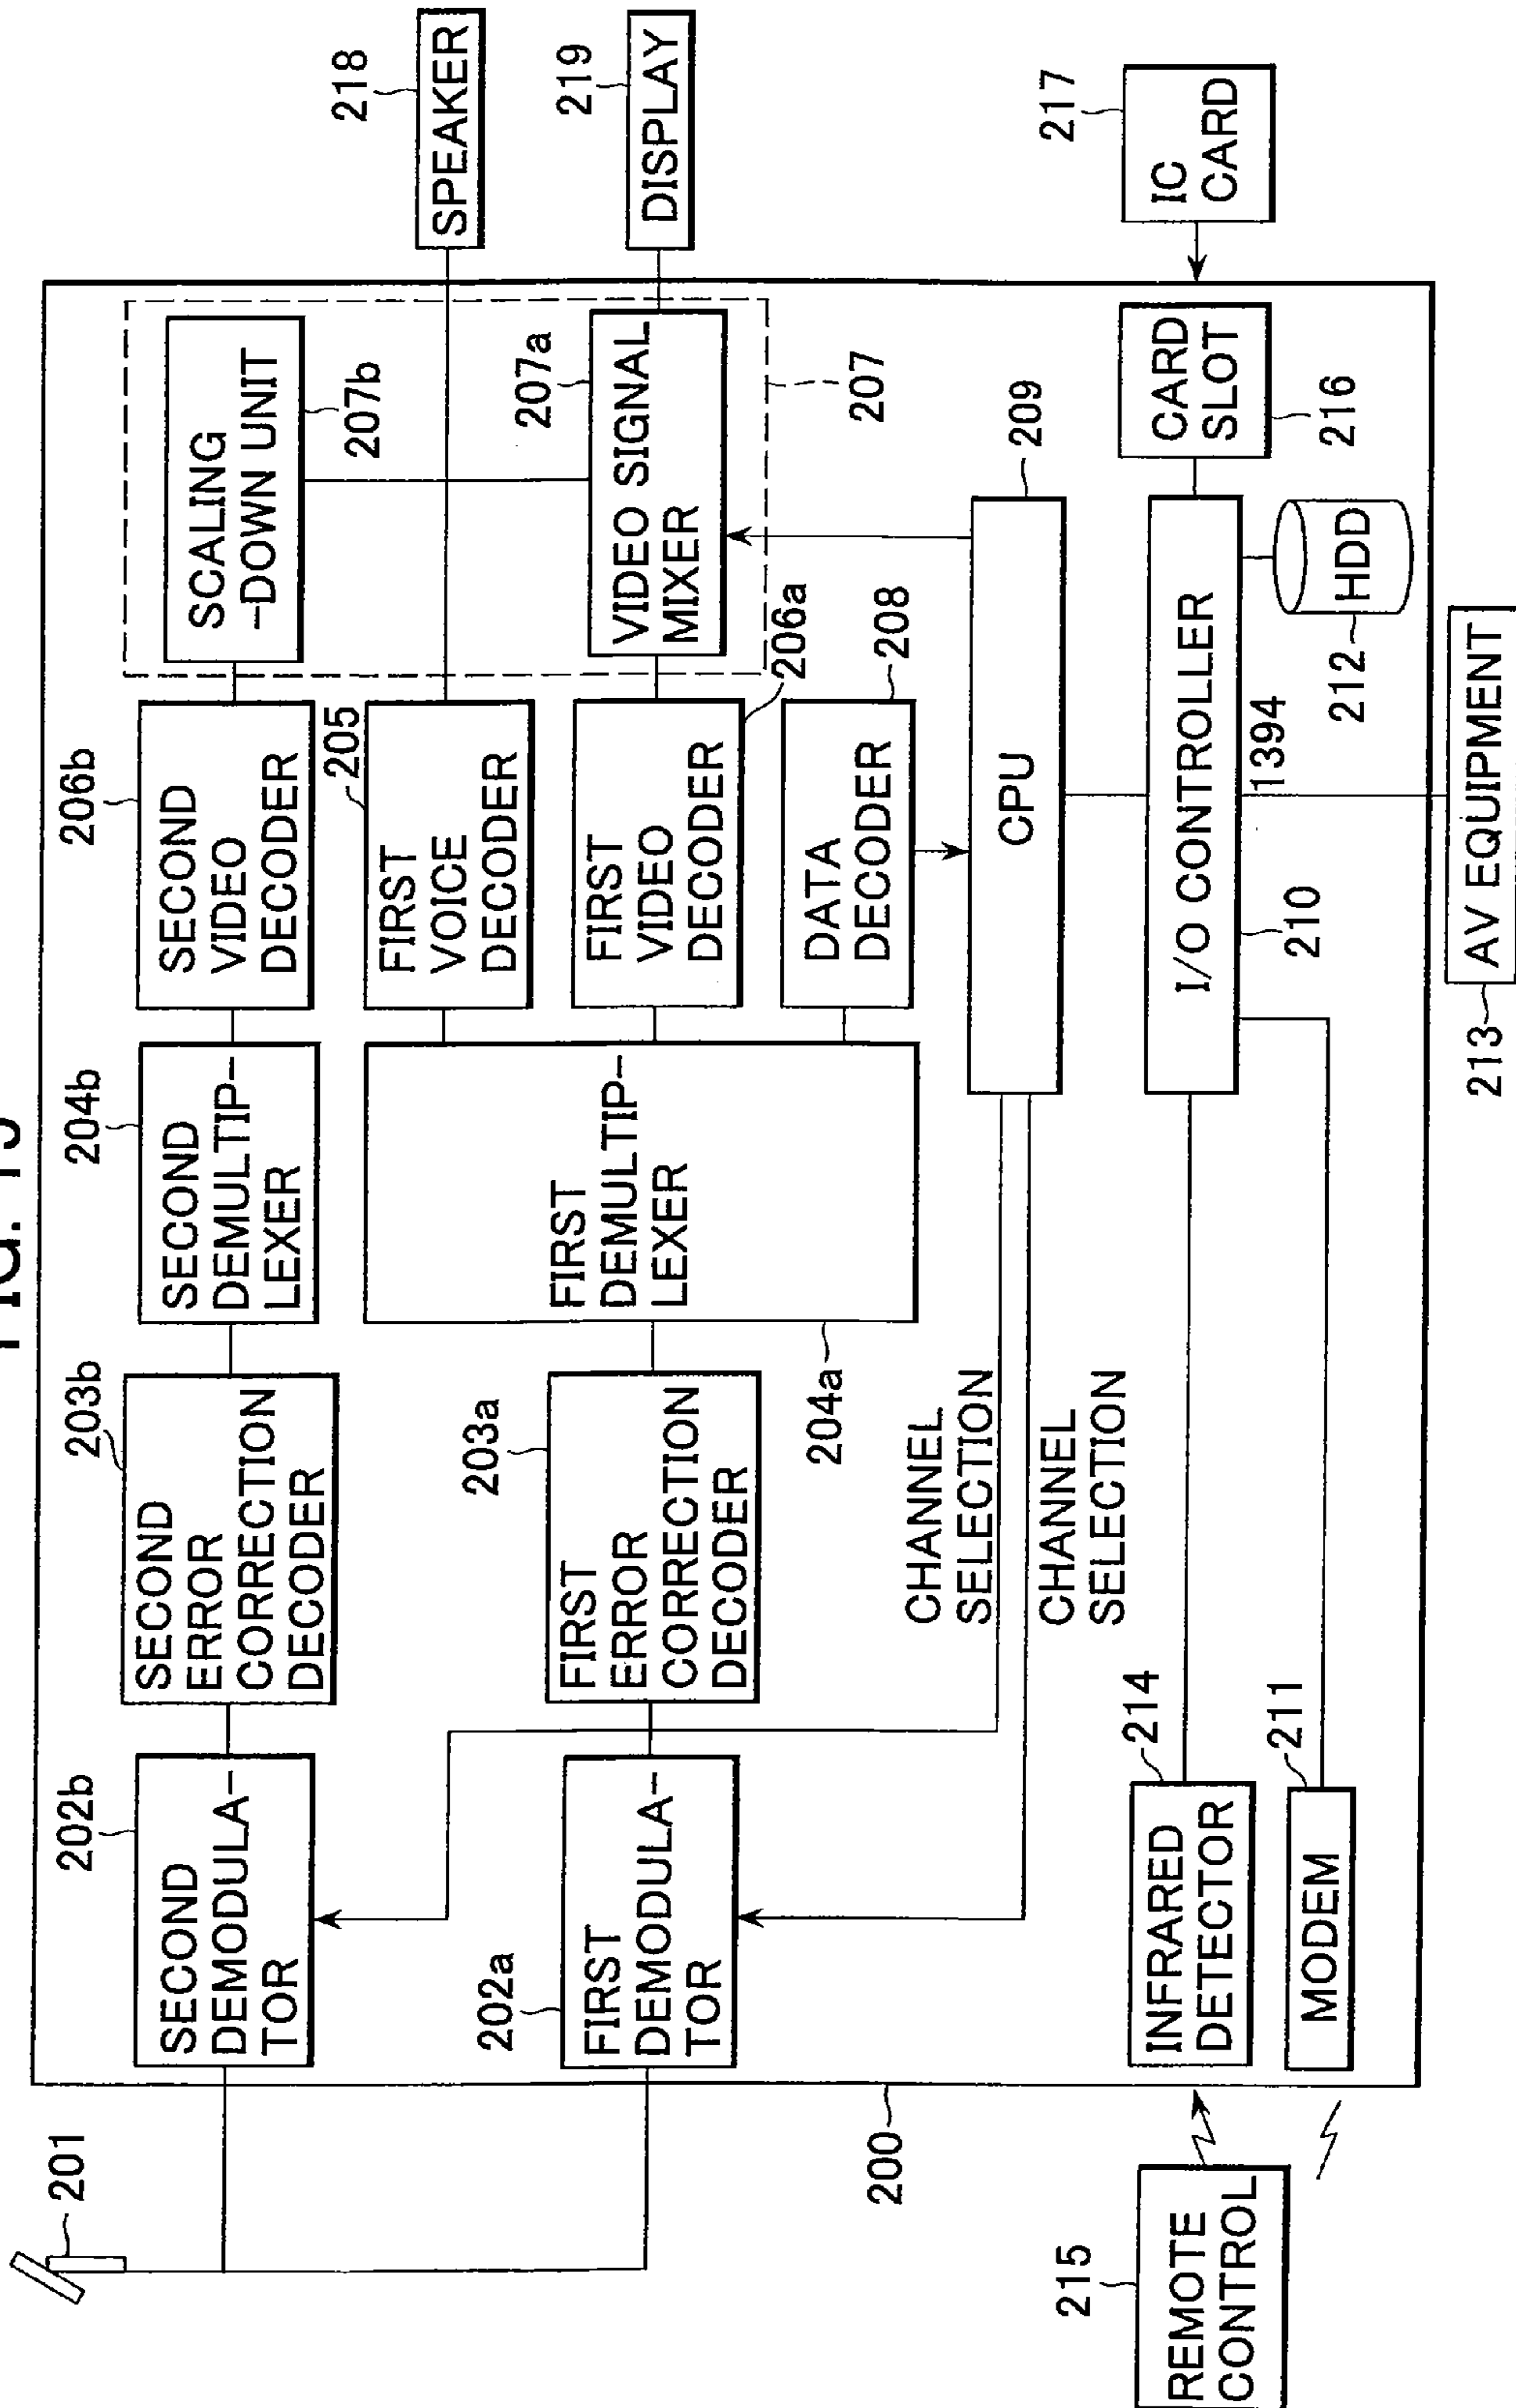 FIG.
201
202b
SECOND
DEMODULA-
TOR
203b
SECOND
ERROR
CORRECTION
DECODER
204b
SECOND
DEMULTIP-
LEXER
206b
SECOND
VIDEO
DECODER
SCALING
-DOWN UNIT
207b
205
FIRST
VOICE
DECODER
218
SPEAKER
202a
FIRST
DEMODULA-
TOR
203a
FIRST
ERROR
CORRECTION
DECODER
FIRST
DEMULTIP-
LEXER
204a
FIRST
VIDEO
DECODER
206a
207a
VIDEO SIGNAL
MIXER
207
219
DISPLAY
DATA
DECODER
208
CHANNEL
SELECTION
CHANNEL
SELECTION
CPU
209
200
215
REMOTE
CONTROL
214
INFRARED
DETECTOR
211
MODEM
I/O CONTROLLER
210
1394
CARD
SLOT
216
217
IC
CARD
HDD
212
213
AV EQUIPMENT